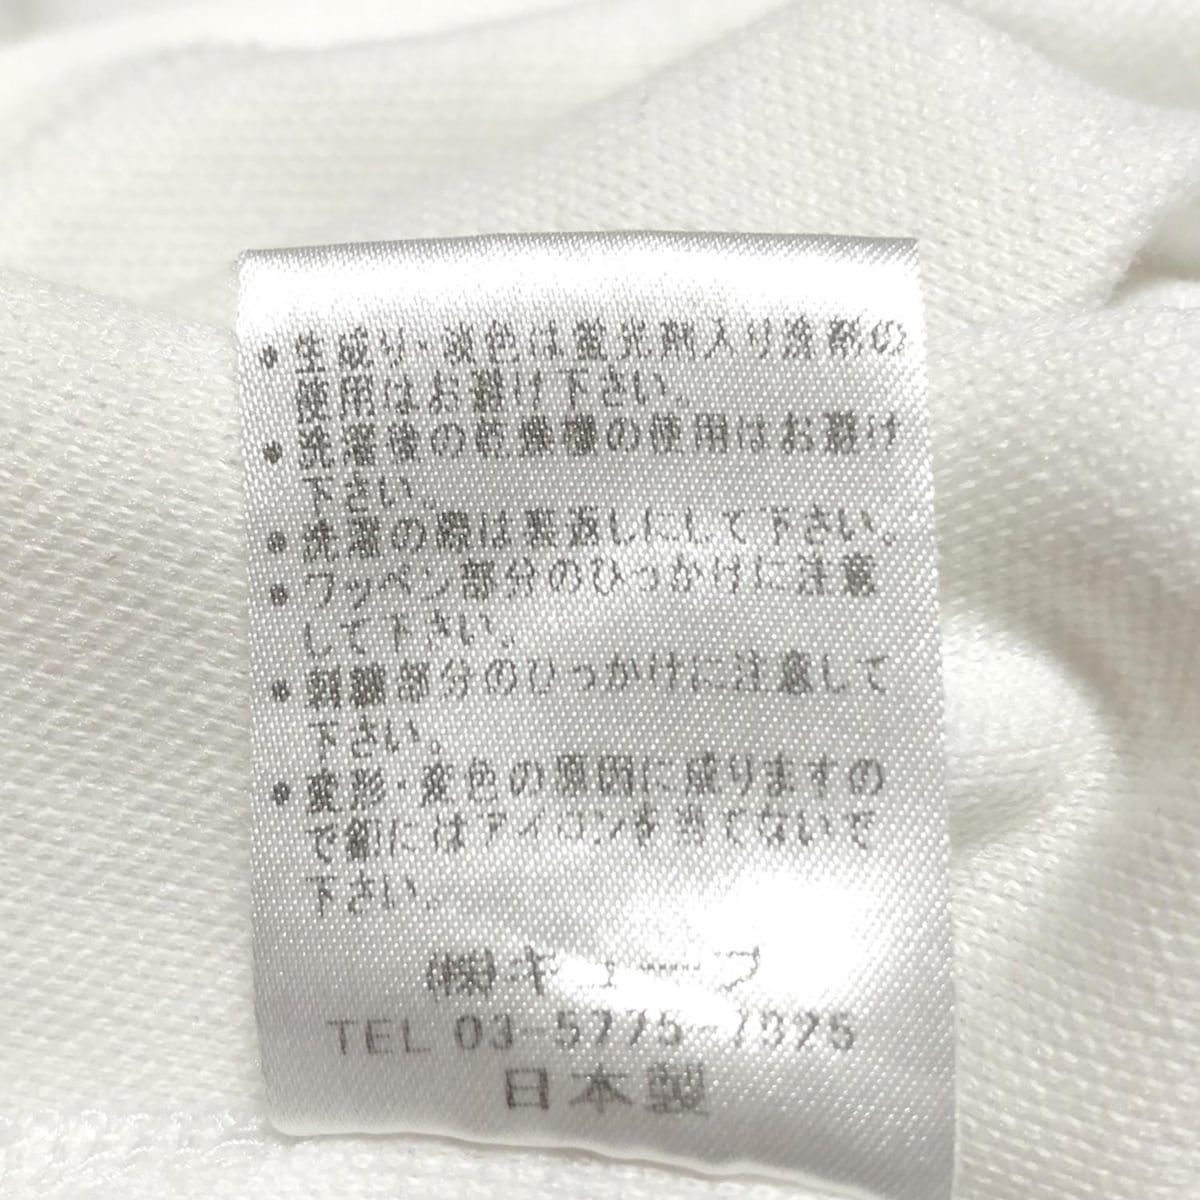 • 生成り・淡色は蛍光剤入り洗剤の
使用はお避け下さい。
• 洗濯後の乾燥機の使用はお避け
下さい。
• 洗濯の際は裏返しにして下さい。
• ワッペン部分のひっかけに注意
して下さい。
• 刺繍部分のひっかけに注意して
下さい。
• 変形・変色の原因に成りますの
で
にはアイロンを当てないで
下さい。
㈱キューブ
TEL 03-5775-7325
日本製